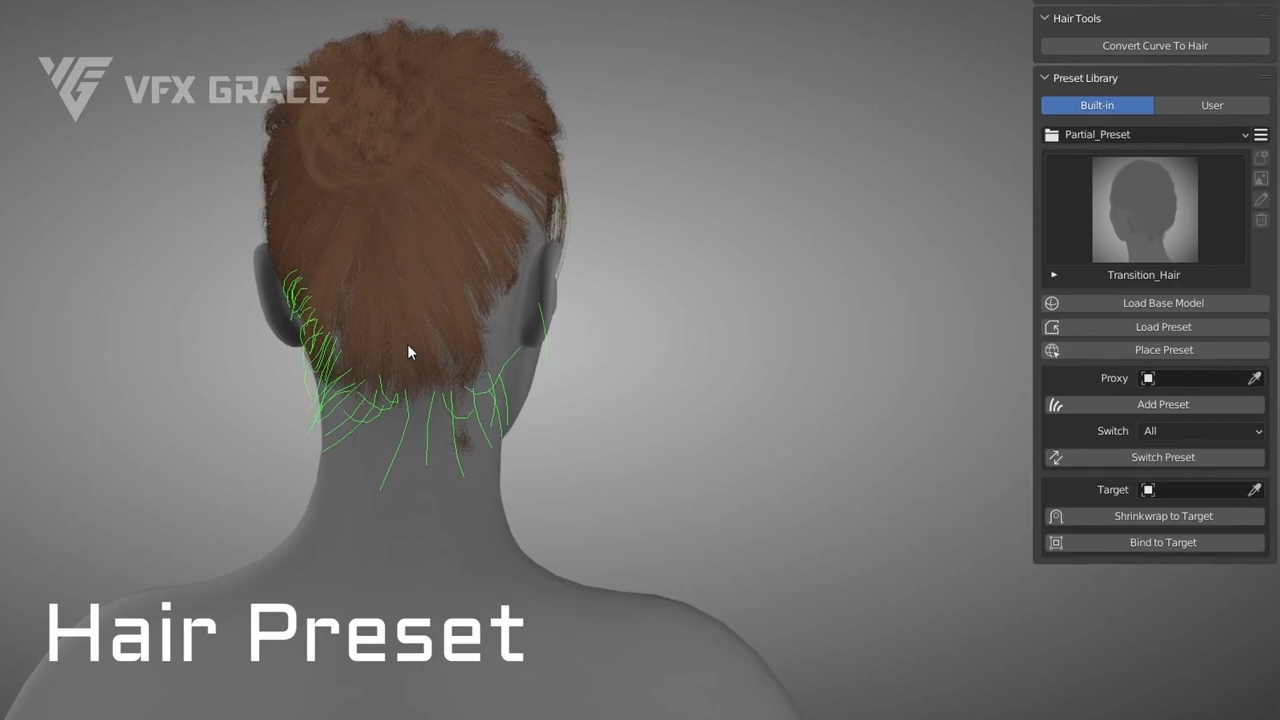 VFX GRACE
Hair Tools
Convert Curve To Hair
Preset Library
Built-in
User
Partial_Preset
Transition_Hair
Load Base Model
Load Preset
Place Preset
Proxy
Add Preset
Switch
All
Switch Preset
Target
Shrinkwrap to Target
Bind to Target
Hair Preset